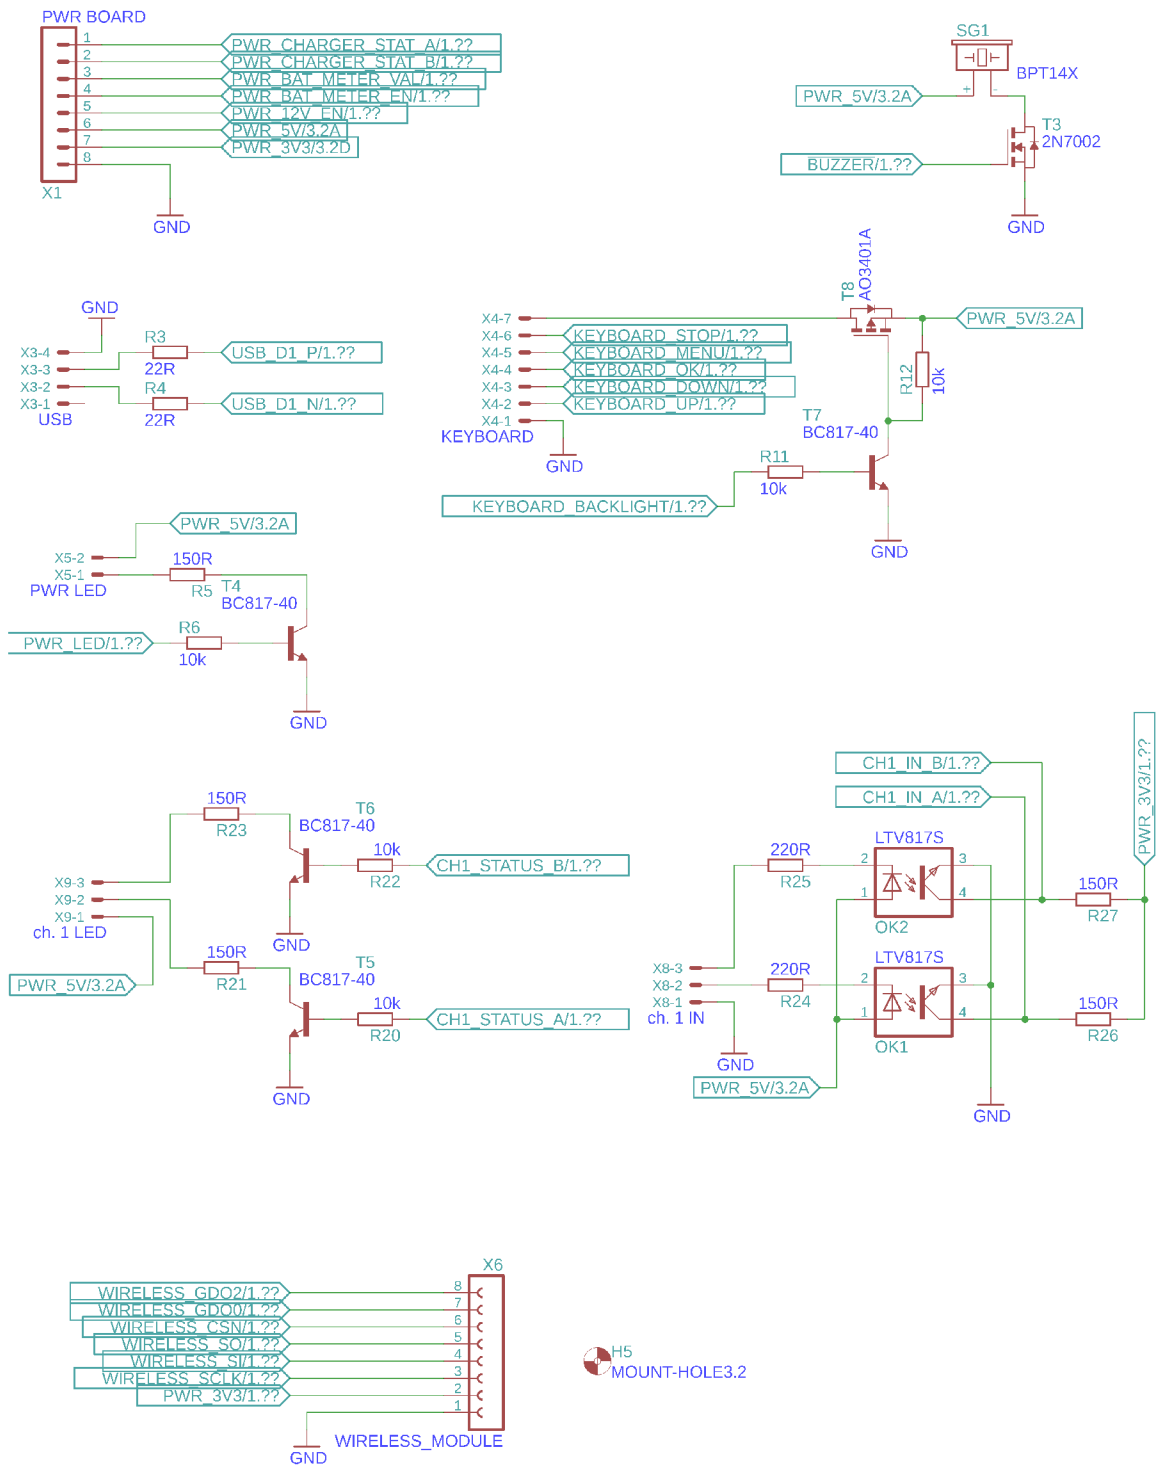 PWR BOARD
1
PWR_CHARGER_STAT_A/1.??
2
PWR_CHARGER_STAT_B/1.??
3
PWR_BAT_METER_VAL/1.??
4
PWR_BAT_METER_EN/1.??
5
PWR_12V_EN/1.??
6
PWR_5V/3.2A
7
PWR_3V3/3.2D
8
X1
GND
SG1
BPT14X
PWR_5V/3.2A
+
-
T3
2N7002
BUZZER/1.??
GND
GND
X3-4
X3-3
X3-2
X3-1
USB
R3
22R
USB_D1_P/1.??
R4
22R
USB_D1_N/1.??
T8
AO3401A
X4-7
PWR_5V/3.2A
X4-6
KEYBOARD_STOP/1.??
X4-5
KEYBOARD_MENU/1.??
X4-4
KEYBOARD_OK/1.??
X4-3
KEYBOARD_DOWN/1.??
X4-2
KEYBOARD_UP/1.??
X4-1
KEYBOARD
GND
R12
10k
T7
BC817-40
R11
10k
KEYBOARD_BACKLIGHT/1.??
GND
PWR_5V/3.2A
X5-2
X5-1
PWR LED
150R
R5
T4
BC817-40
PWR_LED/1.??
R6
10k
GND
150R
R23
T6
BC817-40
10k
R22
CH1_STATUS_B/1.??
X9-3
X9-2
X9-1
ch. 1 LED
GND
PWR_5V/3.2A
150R
R21
T5
BC817-40
10k
R20
CH1_STATUS_A/1.??
GND
CH1_IN_B/1.??
CH1_IN_A/1.??
PWR_3V3/1.??
LTV817S
220R
R25
2
1
3
4
OK2
150R
R27
LTV817S
X8-3
X8-2
X8-1
ch. 1 IN
220R
R24
2
1
3
4
OK1
150R
R26
GND
PWR_5V/3.2A
GND
X6
WIRELESS_GDO2/1.??
8
WIRELESS_GDO0/1.??
7
WIRELESS_CSN/1.??
6
WIRELESS_SO/1.??
5
WIRELESS_SI/1.??
4
WIRELESS_SCLK/1.??
3
PWR_3V3/1.??
2
1
WIRELESS_MODULE
GND
H5
MOUNT-HOLE3.2